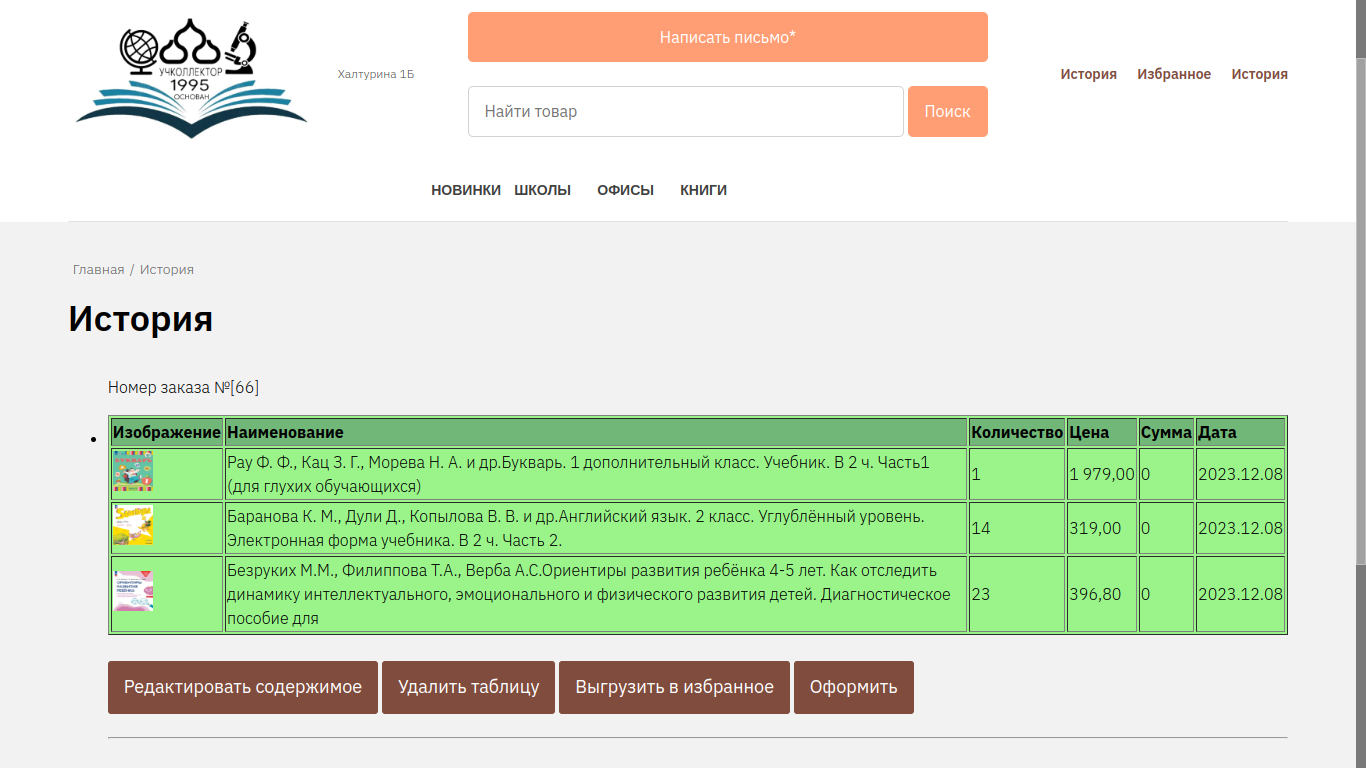 УЧКОЛЛЕКТОР
1995
ОСНОВАН
Халтурина 1Б
Написать письмо*
Найти товар
Поиск
История Избранное История
НОВИНКИ ШКОЛЫ ОФИСЫ КНИГИ
Главная / История
История
Номер заказа №[66]
Изображение Наименование Количество Цена Сумма Дата
Рау Ф. Ф., Кац З. Г., Морева Н. А. и др.Букварь. 1 дополнительный класс. Учебник. В 2 ч. Часть1
(для глухих обучающихся)
1 1 979,00 0 2023.12.08
Баранова К. М., Дули Д., Копылова В. В. и др.Английский язык. 2 класс. Углублённый уровень.
Электронная форма учебника. В 2 ч. Часть 2.
14 319,00 0 2023.12.08
Безруких М.М., Филиппова Т.А., Верба А.С.Ориентиры развития ребёнка 4-5 лет. Как отследить
динамику интеллектуального, эмоционального и физического развития детей. Диагностическое
пособие для
23 396,80 0 2023.12.08
Редактировать содержимое Удалить таблицу Выгрузить в избранное Оформить